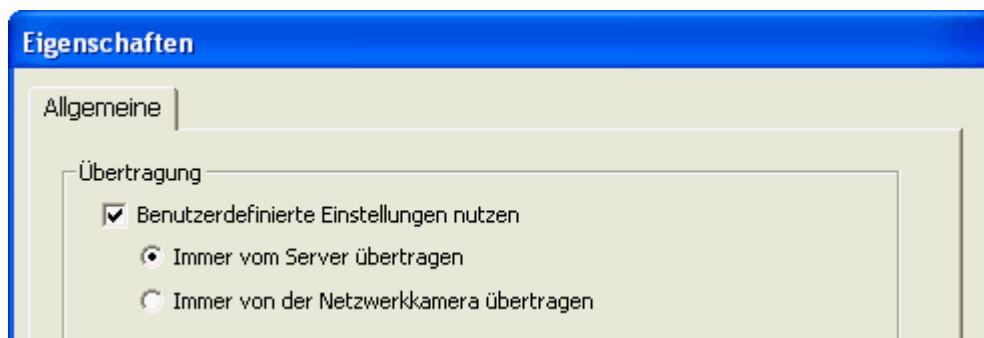 Eigenschaften
Allgemeine
Übertragung
Benutzerdefinierte Einstellungen nutzen
Immer vom Server übertragen
Immer von der Netzwerkkamera übertragen